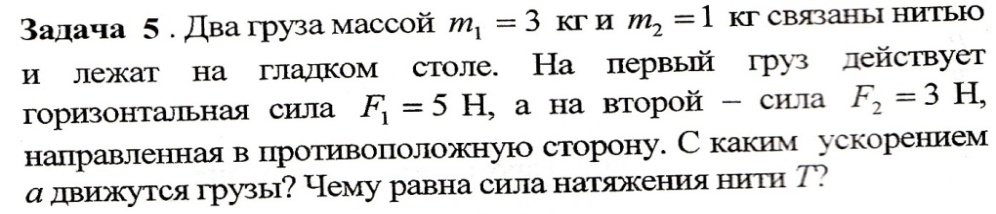 Задача 5 . Два груза массой m₁ = 3 кг и m₂ = 1 кг связаны нитью
и лежат на гладком столе. На первый груз действует
горизонтальная сила F₁ = 5 Н, а на второй – сила F₂ = 3 Н,
направленная в противоположную сторону. С каким ускорением
a движутся грузы? Чему равна сила натяжения нити T?